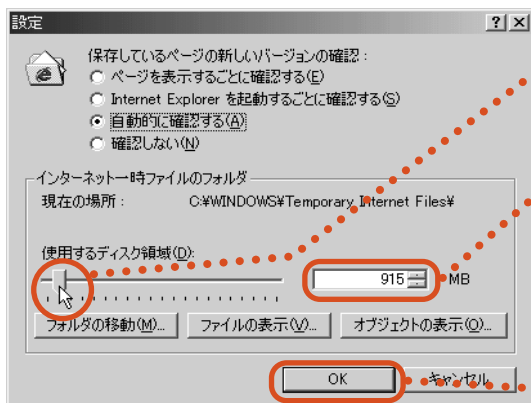 設定
保存しているページの新しいバージョンの確認：
ページを表示するごとに確認する(E)
Internet Explorer を起動するごとに確認する(S)
自動的に確認する(A)
確認しない(N)
インターネット一時ファイルのフォルダ
現在の場所： C:¥WINDOWS¥Temporary Internet Files¥
使用するディスク領域(D):
915 MB
フォルダの移動(M)... ファイルの表示(V)... オブジェクトの表示(O)...
OK キャンセル